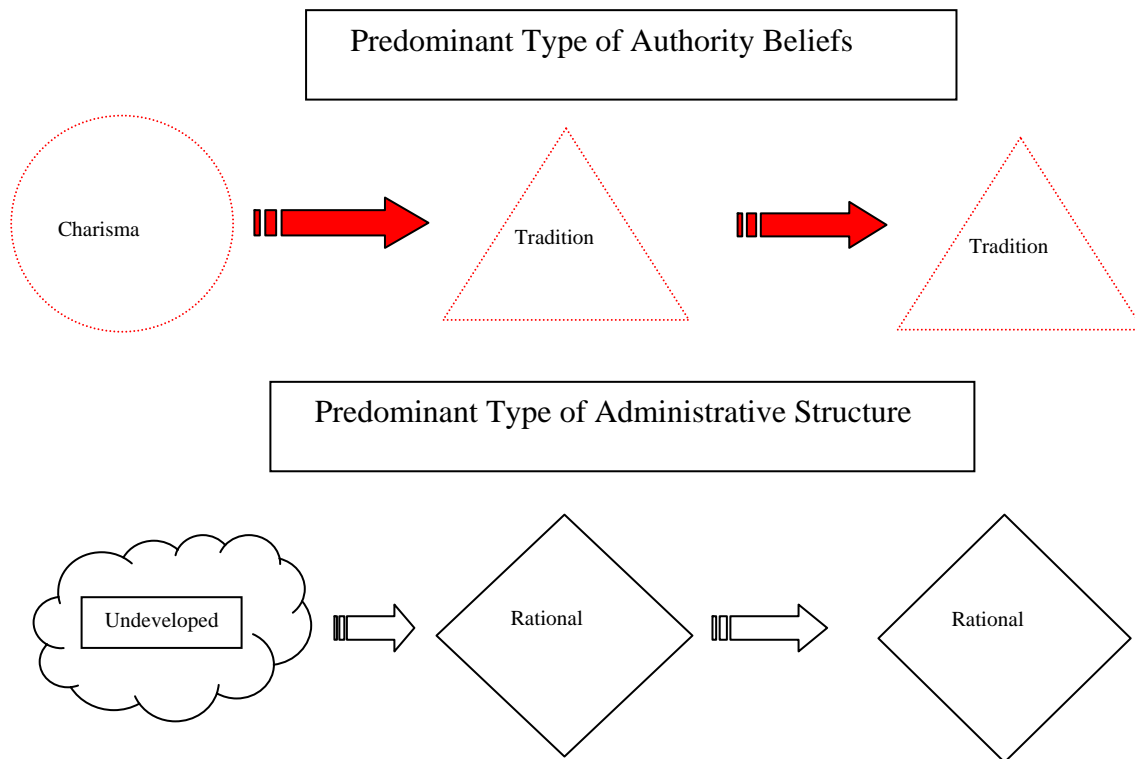 Predominant Type of Authority Beliefs
Charisma
Tradition
Tradition
Predominant Type of Administrative Structure
Undeveloped
Rational
Rational